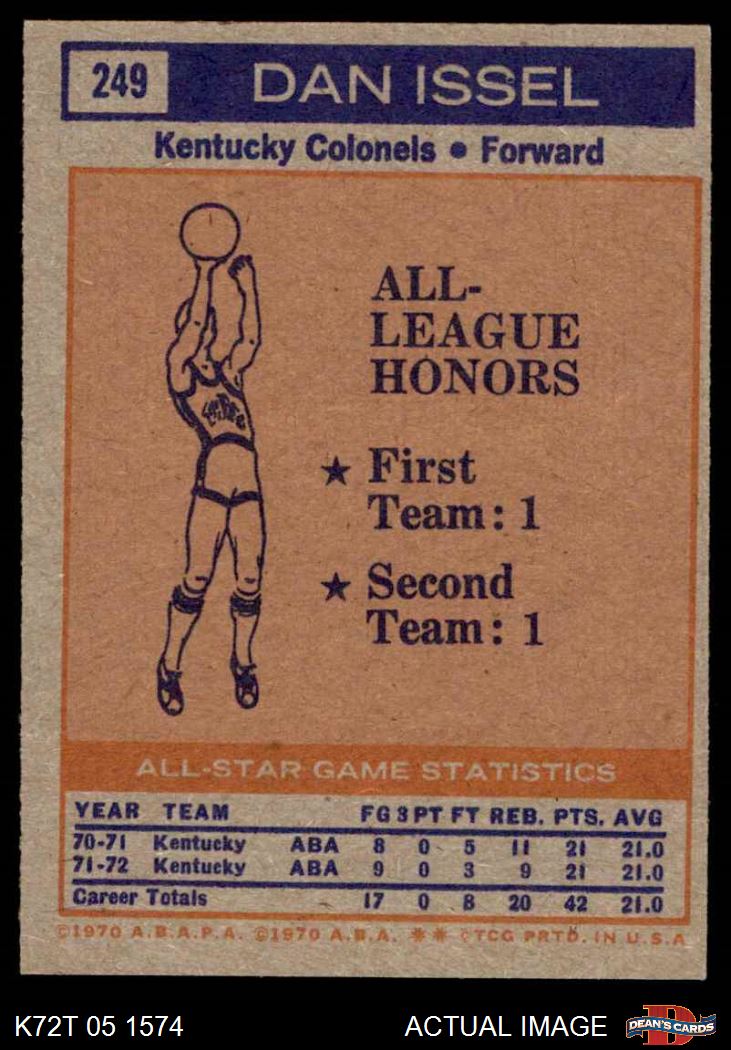 249 DAN ISSEL
Kentucky Colonels • Forward
ALL-
LEAGUE
HONORS
★ First
Team: 1
★ Second
Team: 1
ALL-STAR GAME STATISTICS
YEAR TEAM FG 3PT FT REB. PTS. AVG
70-71 Kentucky ABA 8 0 5 11 21 21.0
71-72 Kentucky ABA 9 0 3 9 21 21.0
Career Totals 17 0 8 20 42 21.0
©1970 A.B.A.P.A. ©1970 A.B.A. ** ©TCG PRTD. IN U.S.A
K72T 05 1574 ACTUAL IMAGE DEAN'S CARDS